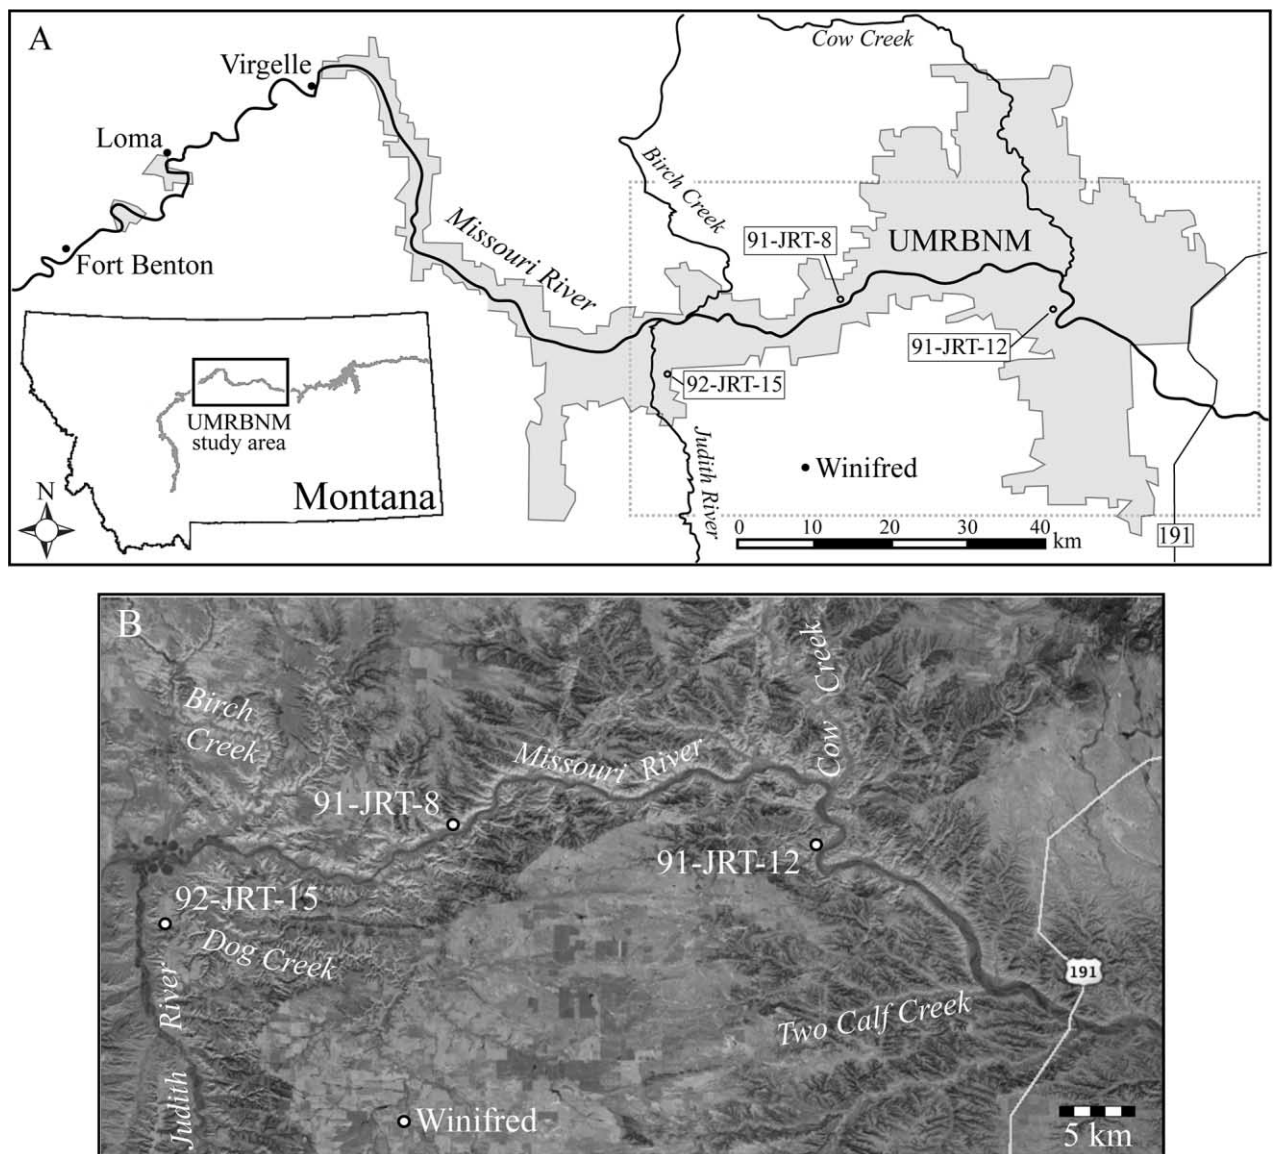 A
Cow Creek
Virgelle
Loma
Birch Creek
Missouri River
91-JRT-8
UMRBNM
Fort Benton
91-JRT-12
92-JRT-15
UMRBNM
study area
Judith River
Winifred
N
Montana
0 10 20 30 40
km
191
B
Birch
Creek
Cow Creek
Missouri River
91-JRT-8
91-JRT-12
92-JRT-15
Dog Creek
Judith River
191
Two Calf Creek
Winifred
5 km